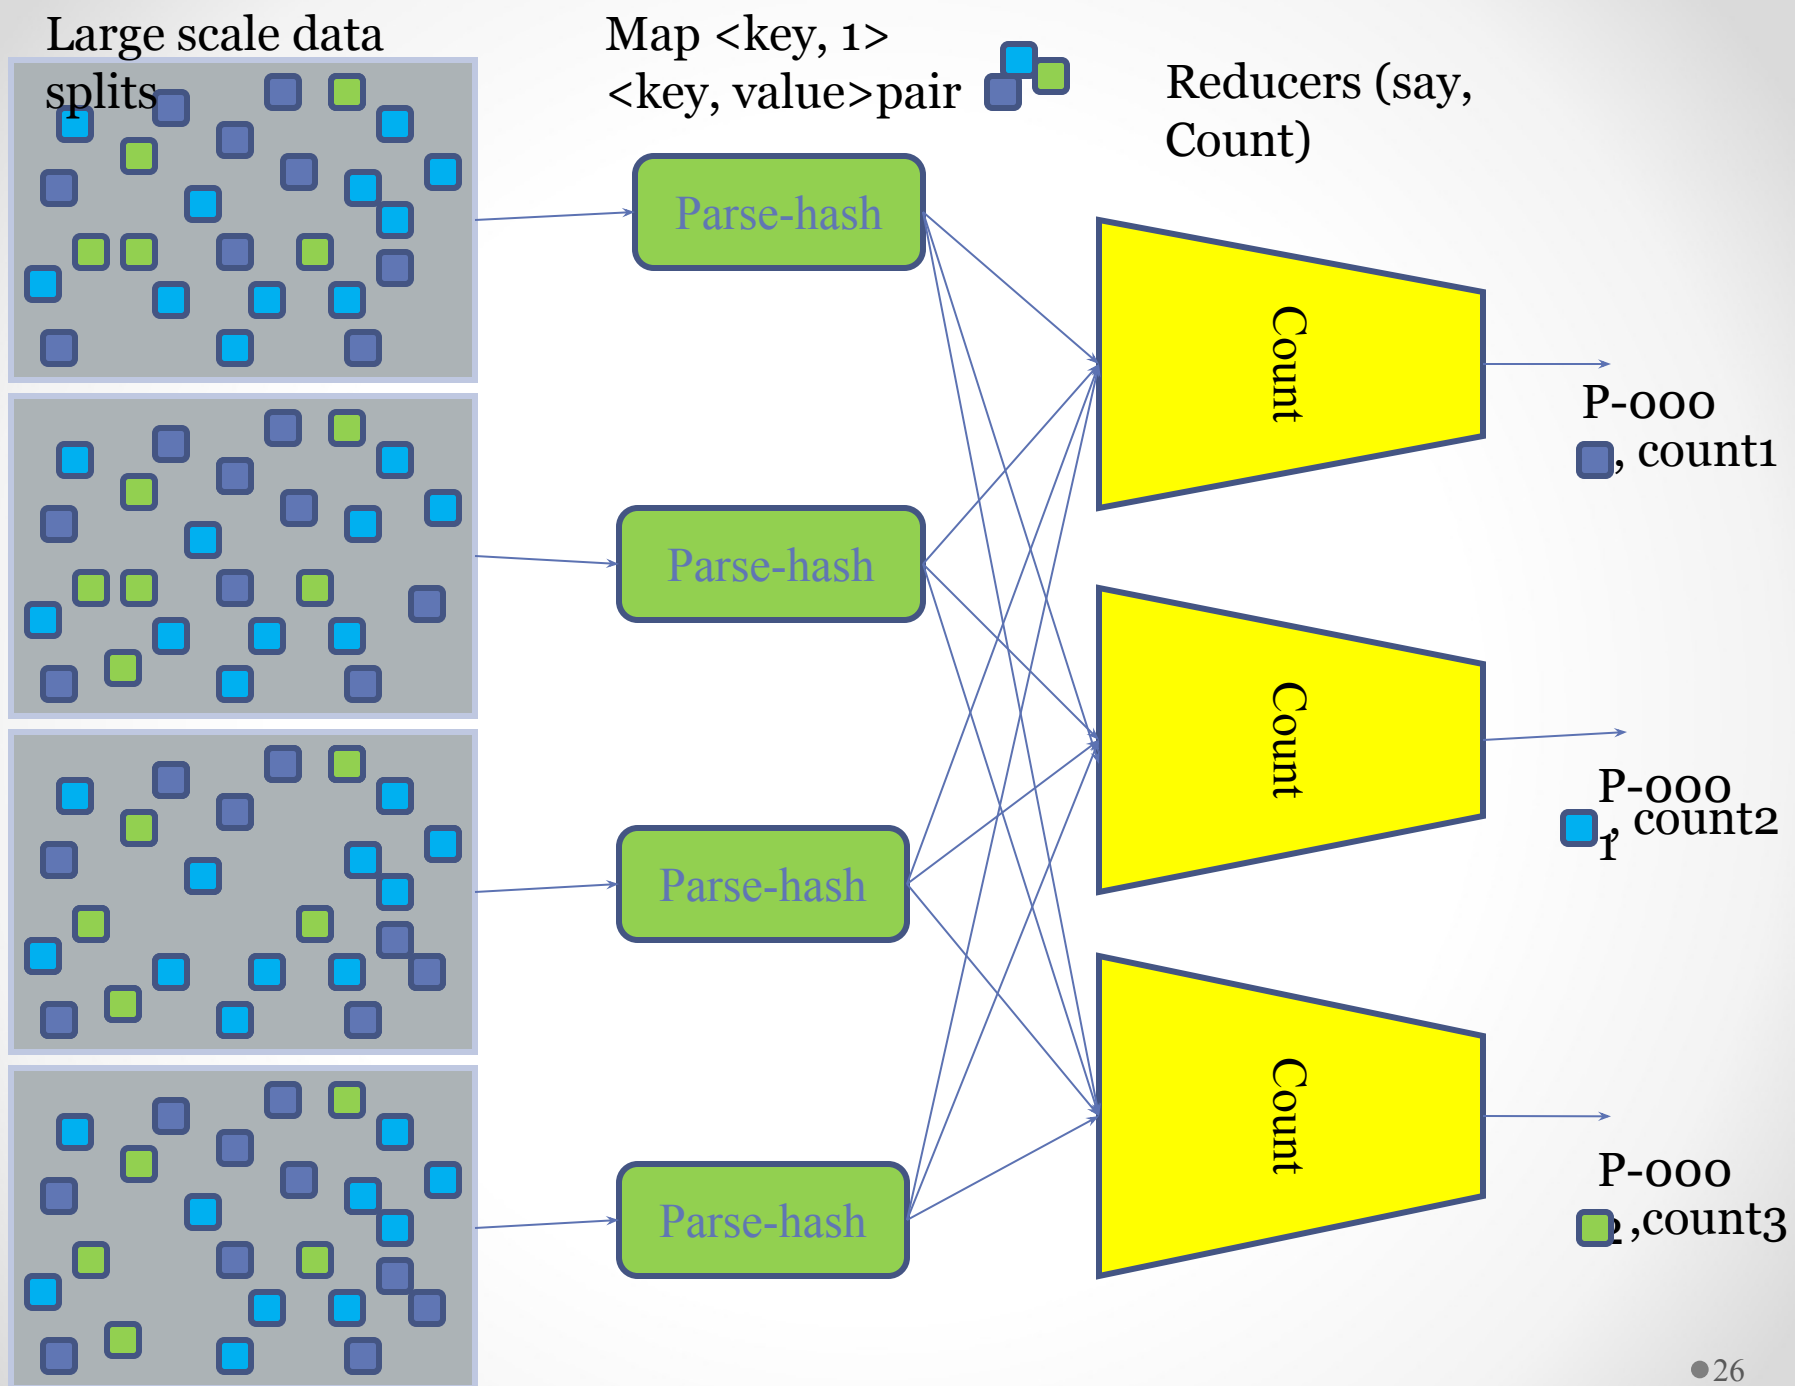 Large scale data
splits
Map <key, 1>
<key, value>pair
Reducers (say,
Count)
Parse-hash
Parse-hash
Parse-hash
Parse-hash
Count
Count
Count
P-000
, count1
P-000
1
, count2
P-000
2
,count3
26